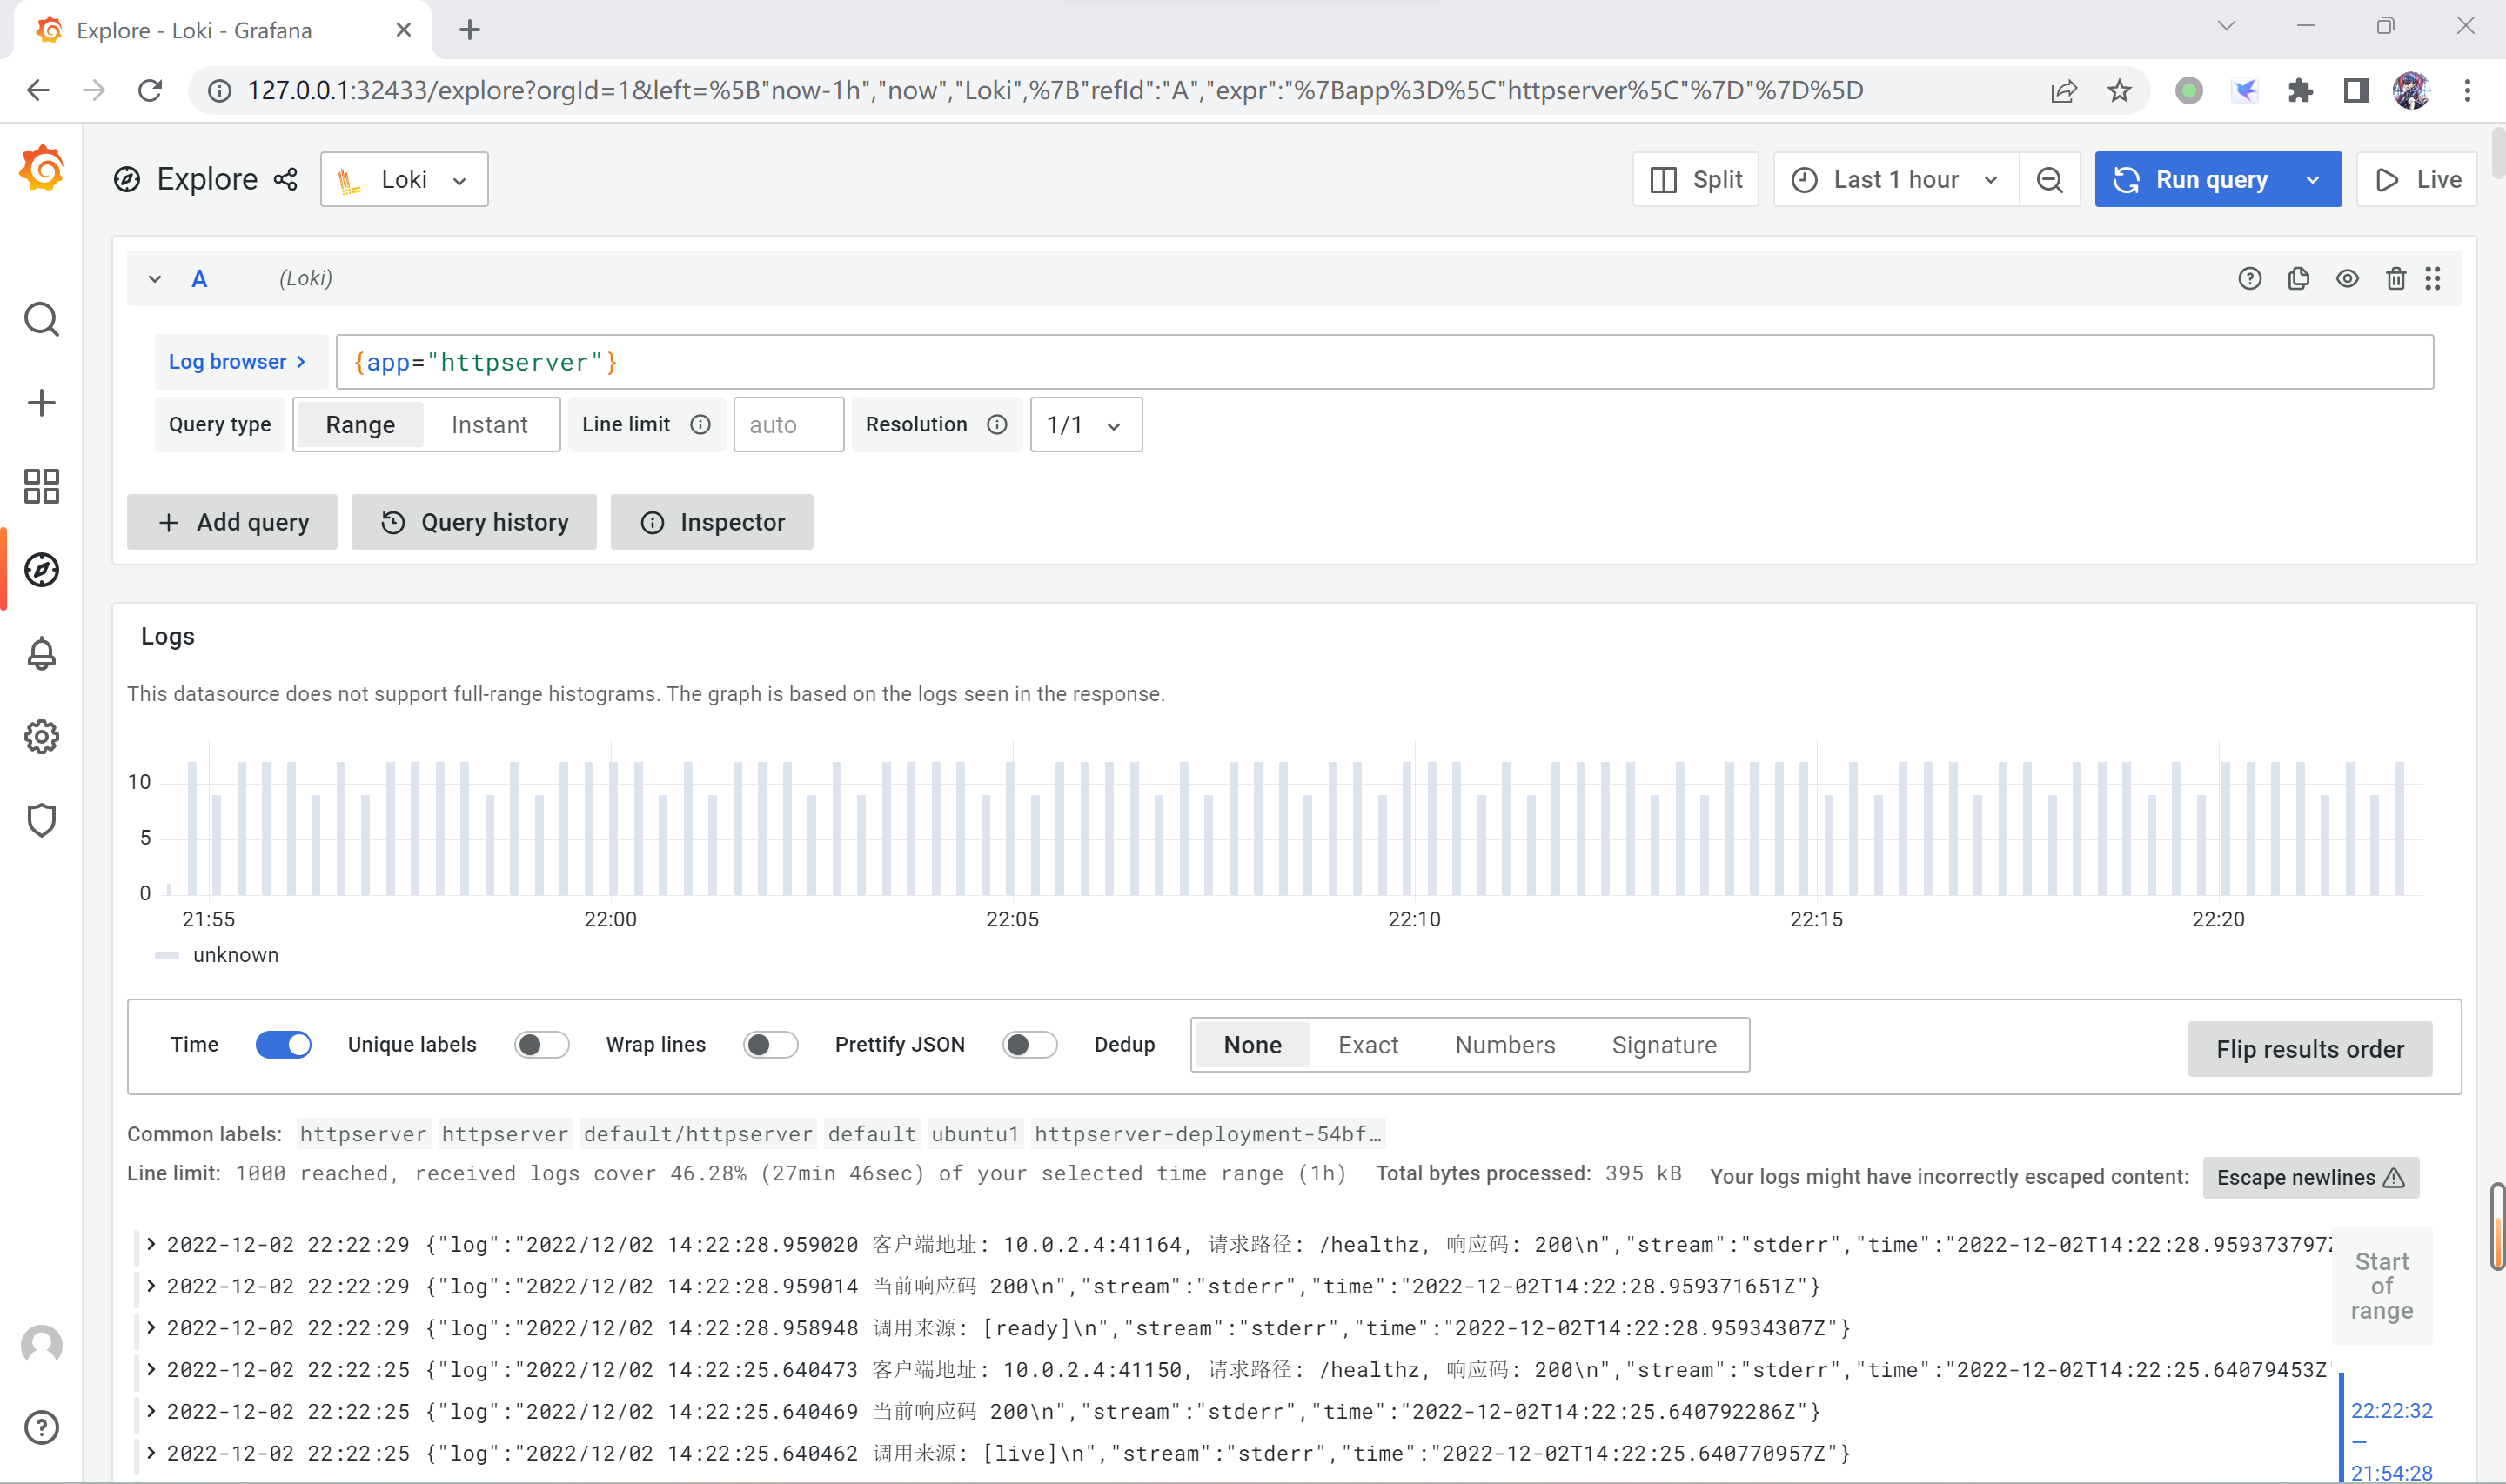 Explore - Loki - Grafana
127.0.0.1:32433/explore?orgId=1&left=%5B"now-1h","now","Loki",%7B"refId":"A","expr":"%7Bapp%3D%5C"httpserver%5C"%7D"%7D%5D
Explore Loki Split Last 1 hour Run query Live
A (Loki)
Log browser > {app="httpserver"}
Query type Range Instant Line limit auto Resolution 1/1
+ Add query Query history Inspector
Logs
This datasource does not support full-range histograms. The graph is based on the logs seen in the response.
10
5
0
21:55 22:00 22:05 22:10 22:15 22:20
unknown
Time Unique labels Wrap lines Prettify JSON Dedup None Exact Numbers Signature Flip results order
Common labels: httpserver httpserver default/httpserver default ubuntu1 httpserver-deployment-54bf…
Line limit: 1000 reached, received logs cover 46.28% (27min 46sec) of your selected time range (1h) Total bytes processed: 395 kB Your logs might have incorrectly escaped content: Escape newlines
> 2022-12-02 22:22:29 {"log":"2022/12/02 14:22:28.959020 客户端地址: 10.0.2.4:41164, 请求路径: /healthz, 响应码: 200\n","stream":"stderr","time":"2022-12-02T14:22:28.959373797Z
> 2022-12-02 22:22:29 {"log":"2022/12/02 14:22:28.959014 当前响应码 200\n","stream":"stderr","time":"2022-12-02T14:22:28.959371651Z"}
> 2022-12-02 22:22:29 {"log":"2022/12/02 14:22:28.958948 调用来源: [ready]\n","stream":"stderr","time":"2022-12-02T14:22:28.95934307Z"}
> 2022-12-02 22:22:25 {"log":"2022/12/02 14:22:25.640473 客户端地址: 10.0.2.4:41150, 请求路径: /healthz, 响应码: 200\n","stream":"stderr","time":"2022-12-02T14:22:25.64079453Z"
> 2022-12-02 22:22:25 {"log":"2022/12/02 14:22:25.640469 当前响应码 200\n","stream":"stderr","time":"2022-12-02T14:22:25.640792286Z"}
> 2022-12-02 22:22:25 {"log":"2022/12/02 14:22:25.640462 调用来源: [live]\n","stream":"stderr","time":"2022-12-02T14:22:25.640770957Z"}
Start
of
range
22:22:32
—
21:54:28